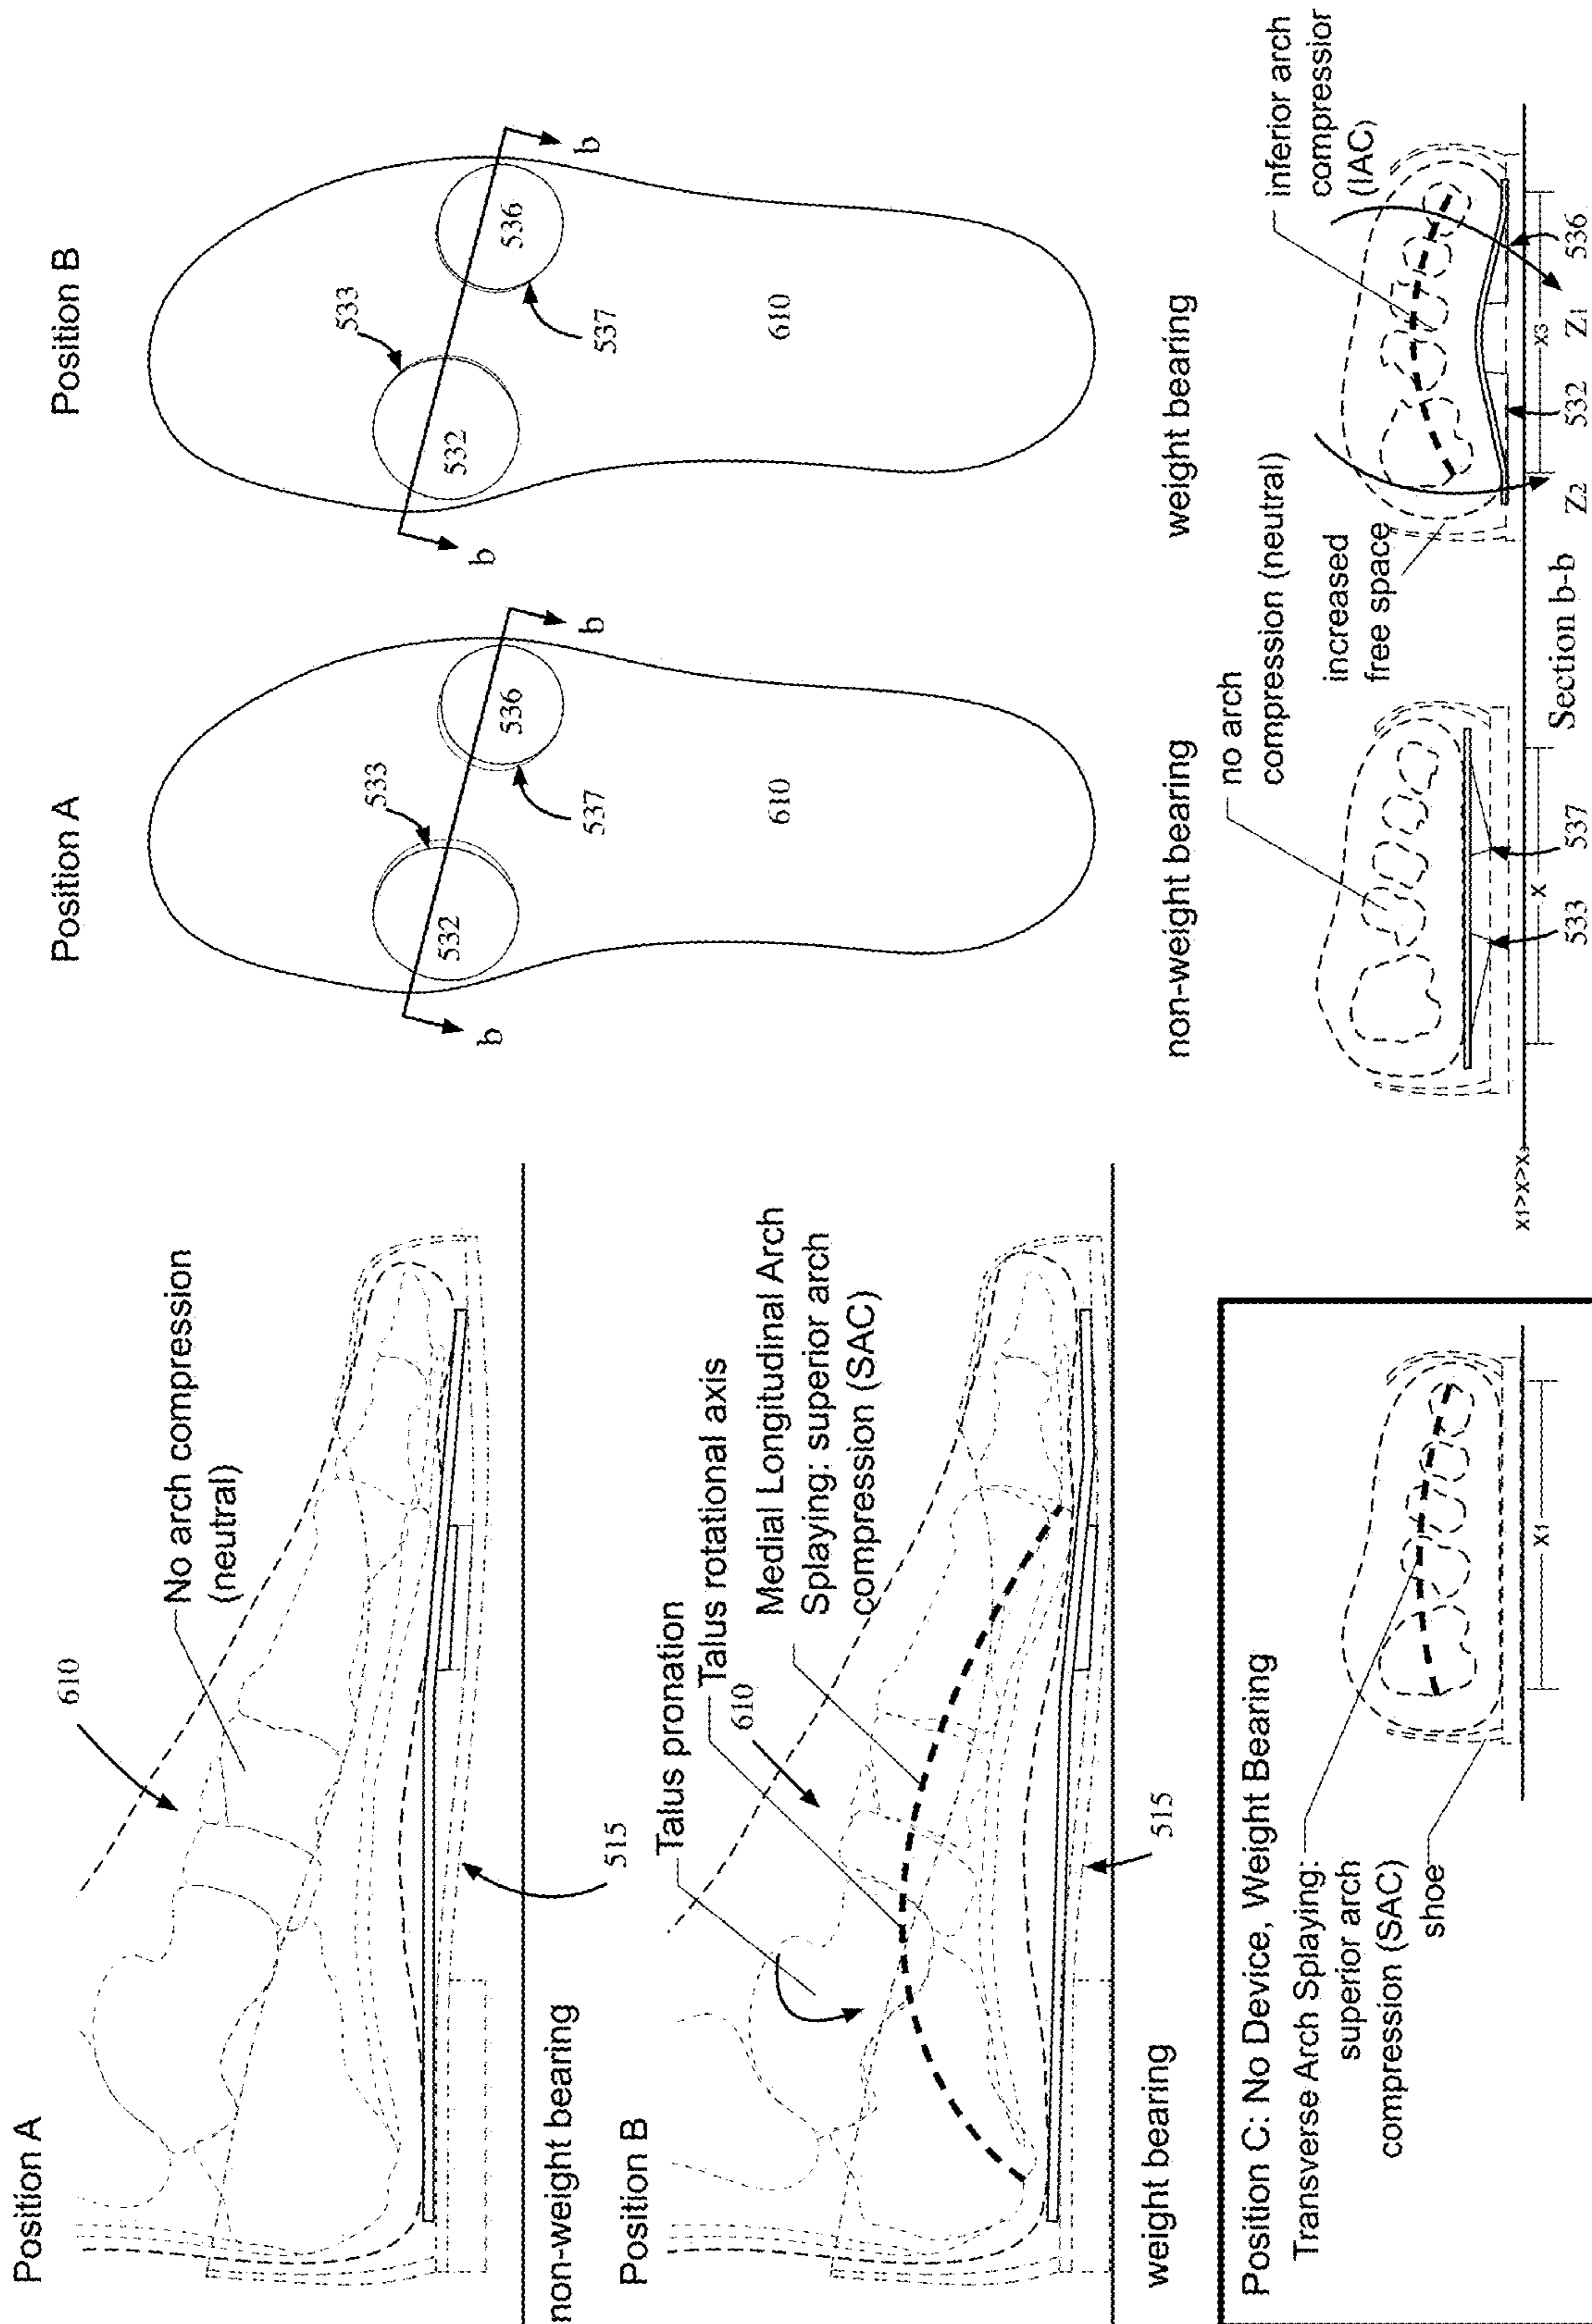 Position A
610
No arch compression
(neutral)
515
non-weight bearing
Position B
Talus pronation
Talus rotational axis
610
Medial Longitudinal Arch
Splaying: superior arch
compression (SAC)
515
weight bearing
Position C: No Device, Weight Bearing
Transverse Arch Splaying:
superior arch
compression (SAC)
shoe
X1
Position A
533
532
536
537
b
b
610
Position B
533
532
536
537
b
b
610
non-weight bearing
no arch
compression (neutral)
X
533
537
X1>X>X
Section b-b
weight bearing
increased
free space
inferior arch
compression
(IAC)
X3
Z2
532
Z1
536